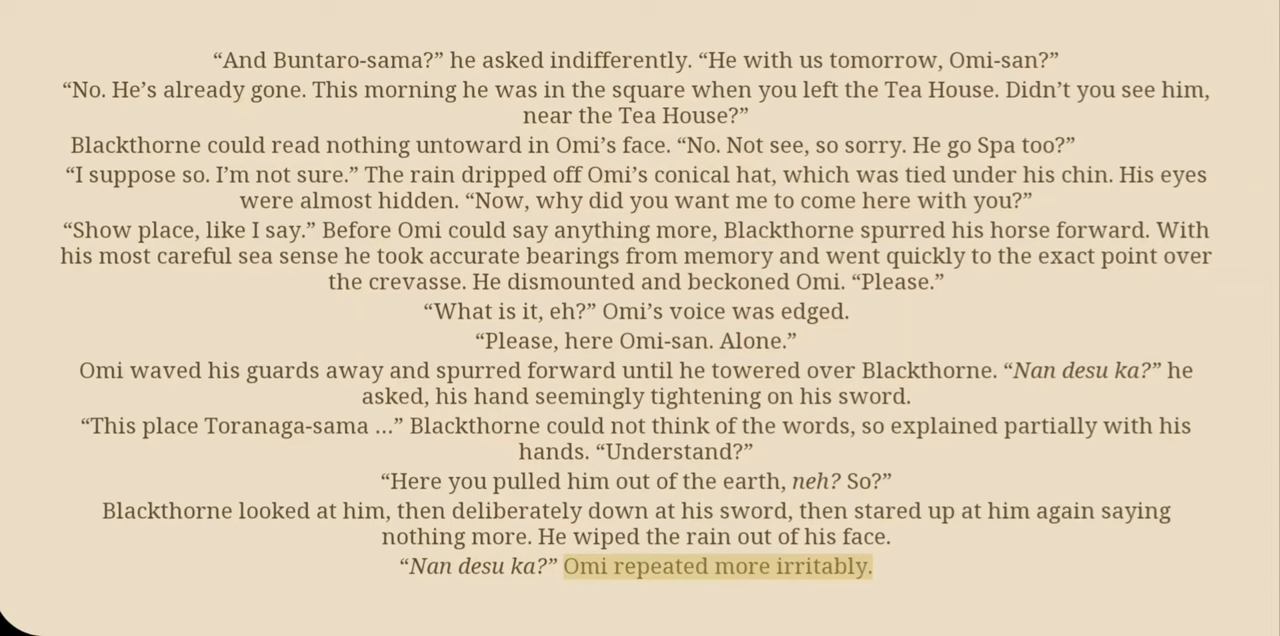 “And Buntaro-sama?” he asked indifferently. “He with us tomorrow, Omi-san?”
“No. He’s already gone. This morning he was in the square when you left the Tea House. Didn’t you see him,
near the Tea House?”
Blackthorne could read nothing untoward in Omi’s face. “No. Not see, so sorry. He go Spa too?”
“I suppose so. I’m not sure.” The rain dripped off Omi’s conical hat, which was tied under his chin. His eyes
were almost hidden. “Now, why did you want me to come here with you?”
“Show place, like I say.” Before Omi could say anything more, Blackthorne spurred his horse forward. With
his most careful sea sense he took accurate bearings from memory and went quickly to the exact point over
the crevasse. He dismounted and beckoned Omi. “Please.”
“What is it, eh?” Omi’s voice was edged.
“Please, here Omi-san. Alone.”
Omi waved his guards away and spurred forward until he towered over Blackthorne. “Nan desu ka?” he
asked, his hand seemingly tightening on his sword.
“This place Toranaga-sama ...” Blackthorne could not think of the words, so explained partially with his
hands. “Understand?”
“Here you pulled him out of the earth, neh? So?”
Blackthorne looked at him, then deliberately down at his sword, then stared up at him again saying
nothing more. He wiped the rain out of his face.
“Nan desu ka?” Omi repeated more irritably.